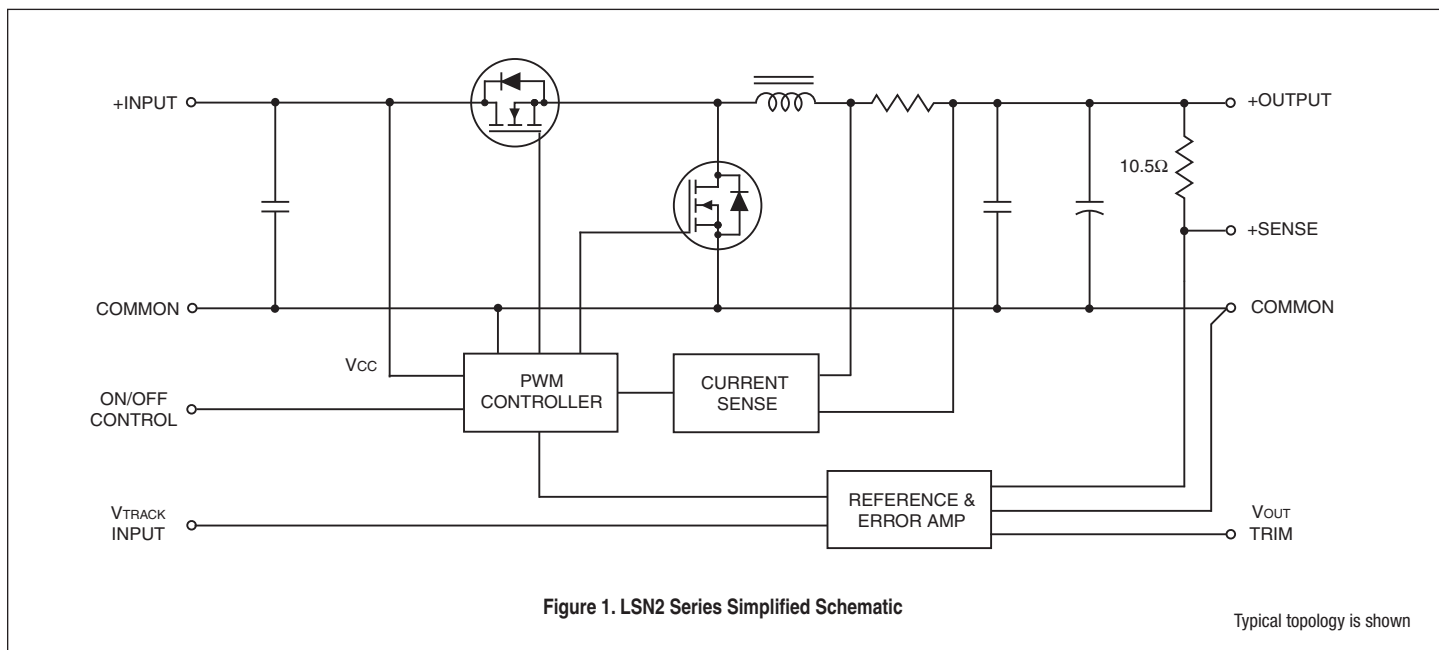 +INPUT
+OUTPUT
10.5Ω
+SENSE
COMMON
COMMON
VCC
PWM
CONTROLLER
CURRENT
SENSE
ON/OFF
CONTROL
REFERENCE &
ERROR AMP
VTRACK
INPUT
VOUT
TRIM
Figure 1. LSN2 Series Simplified Schematic
Typical topology is shown